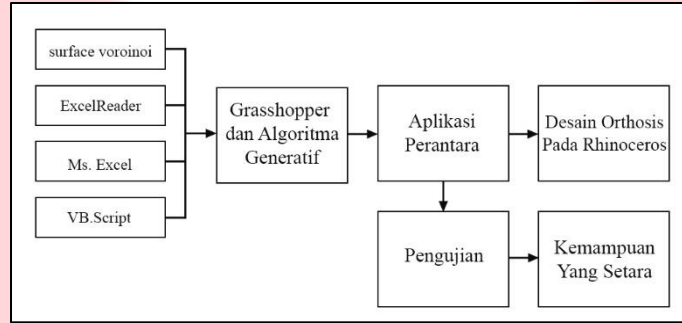 surface voroinoi
ExcelReader
Ms. Excel
VB.Script
Grasshopper
dan Algoritma
Generatif
Aplikasi
Perantara
Desain Orthosis
Pada Rhinoceros
Pengujian
Kemampuan
Yang Setara